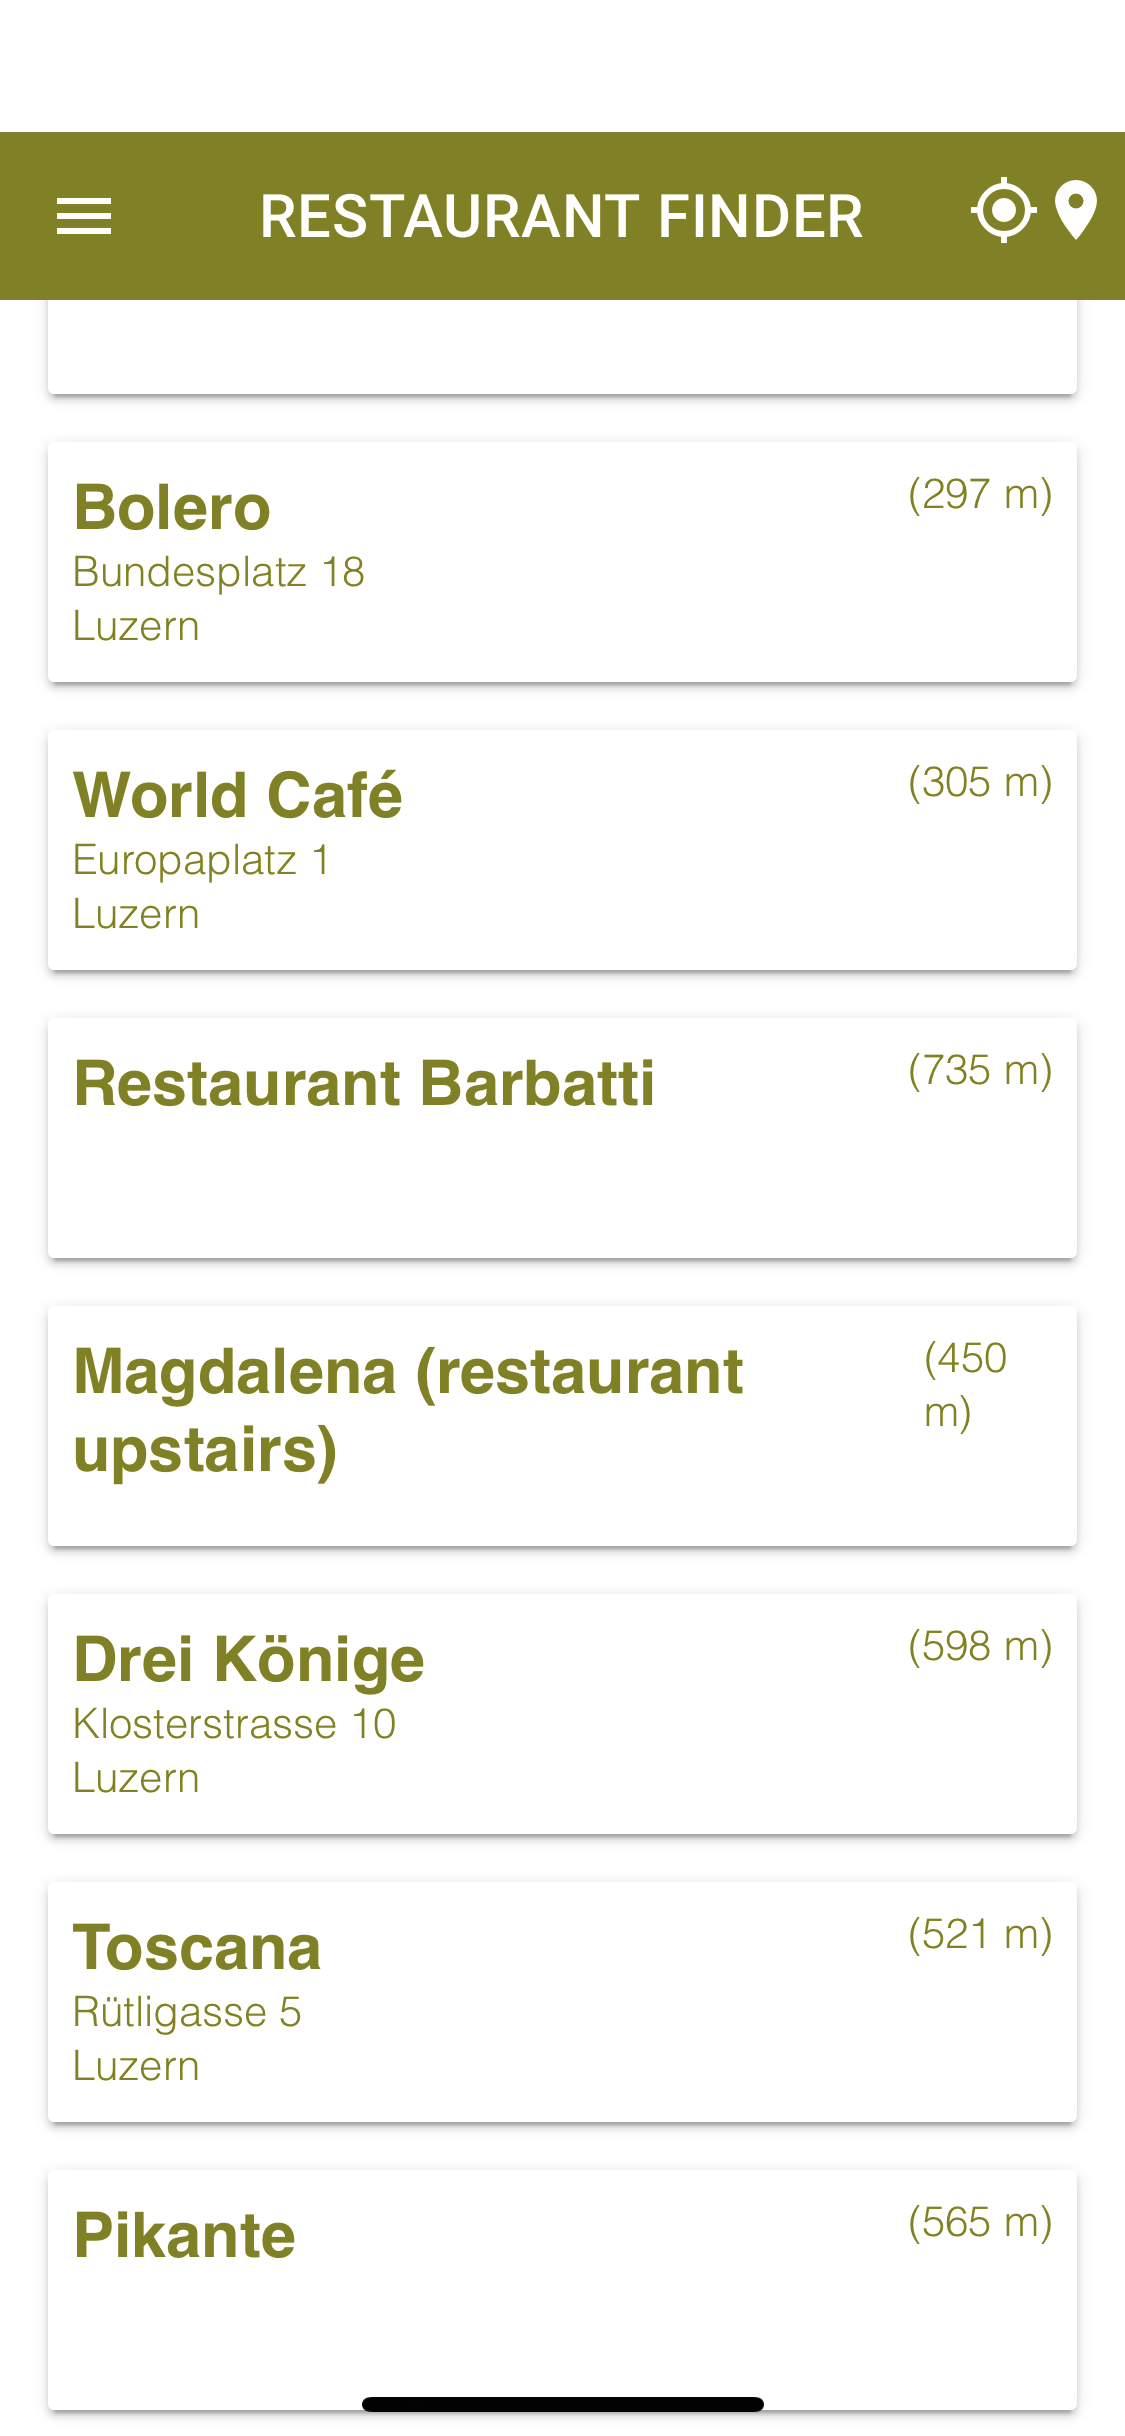 RESTAURANT FINDER
Bolero
(297 m)
Bundesplatz 18
Luzern
World Café
(305 m)
Europaplatz 1
Luzern
Restaurant Barbatti
(735 m)
Magdalena (restaurant
upstairs)
(450
m)
Drei Könige
(598 m)
Klosterstrasse 10
Luzern
Toscana
(521 m)
Rütligasse 5
Luzern
Pikante
(565 m)